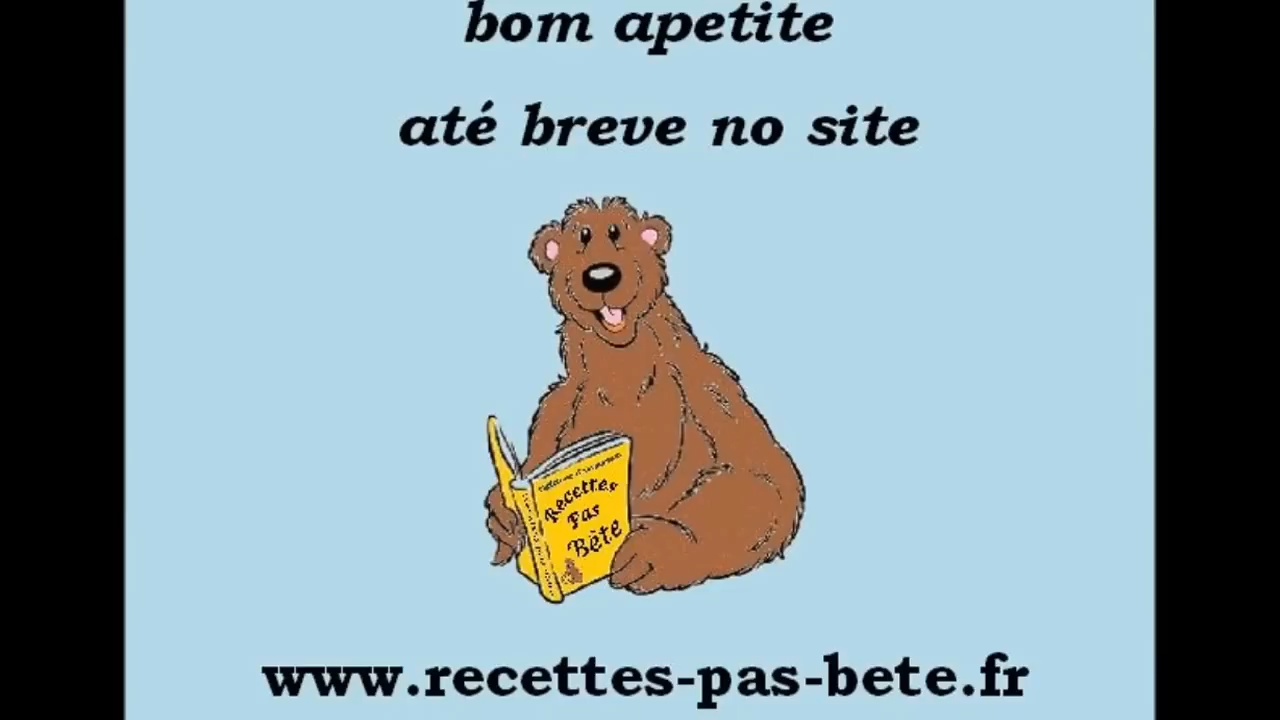 bom apetite
até breve no site
Recettes
Pas
Bête
www.recettes-pas-bete.fr